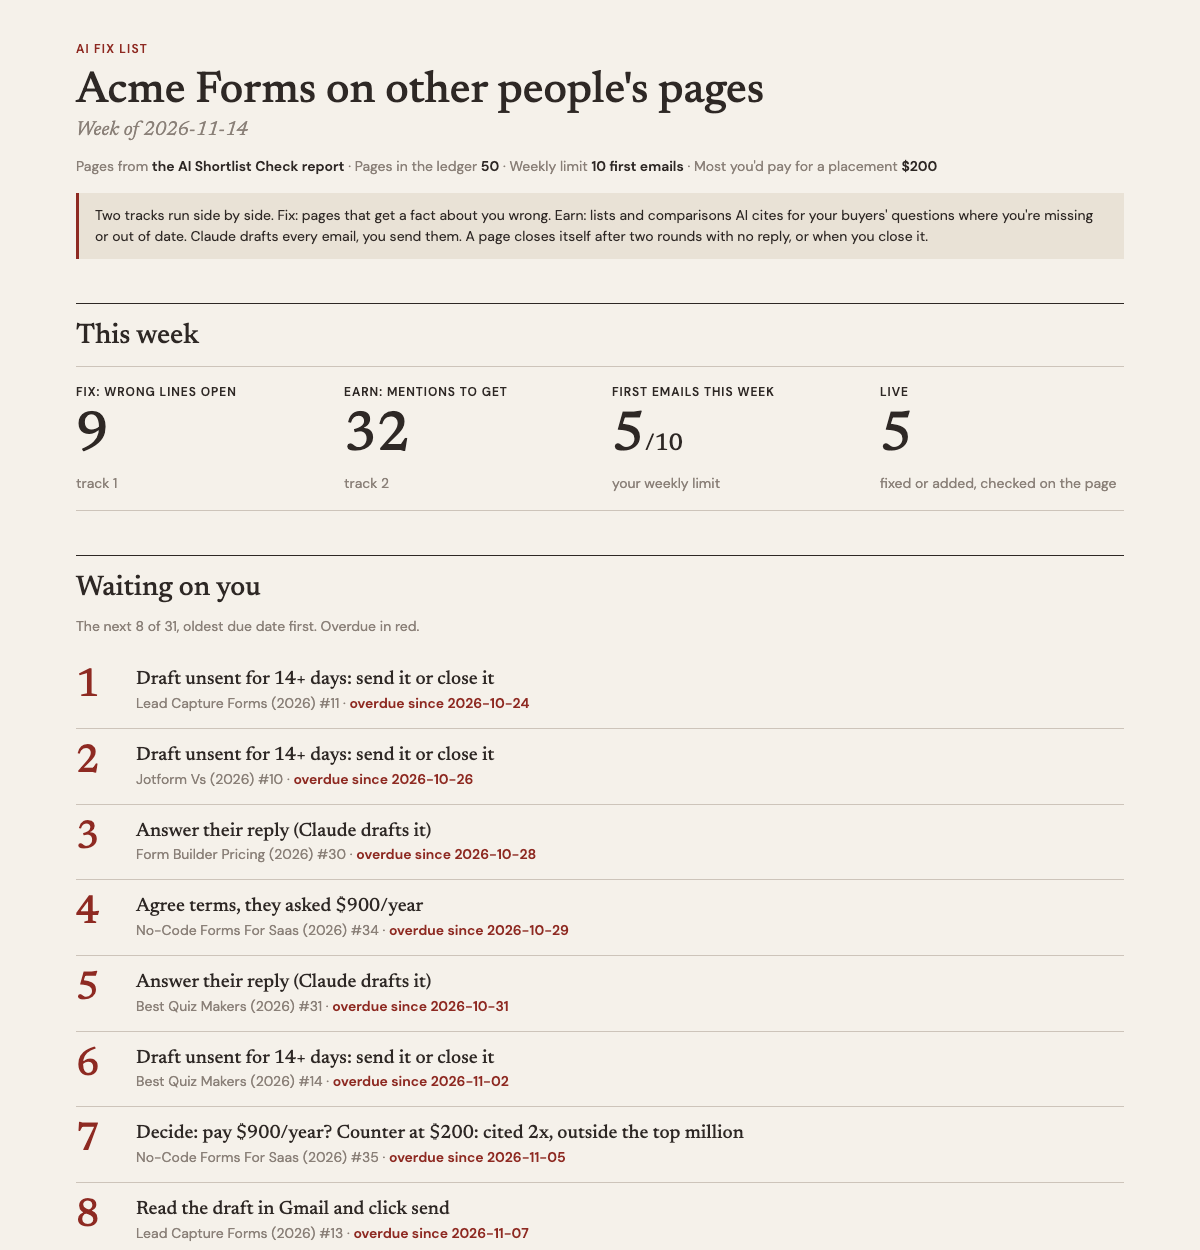 AI FIX LIST
Acme Forms on other people's pages
Week of 2026-11-14
Pages from the AI Shortlist Check report · Pages in the ledger 50 · Weekly limit 10 first emails · Most you'd pay for a placement $200
Two tracks run side by side. Fix: pages that get a fact about you wrong. Earn: lists and comparisons AI cites for your buyers' questions where you're missing
or out of date. Claude drafts every email, you send them. A page closes itself after two rounds with no reply, or when you close it.
This week
FIX: WRONG LINES OPEN
9
track 1
EARN: MENTIONS TO GET
32
track 2
FIRST EMAILS THIS WEEK
5/10
your weekly limit
LIVE
5
fixed or added, checked on the page
Waiting on you
The next 8 of 31, oldest due date first. Overdue in red.
1
Draft unsent for 14+ days: send it or close it
Lead Capture Forms (2026) #11 · overdue since 2026-10-24
2
Draft unsent for 14+ days: send it or close it
Jotform Vs (2026) #10 · overdue since 2026-10-26
3
Answer their reply (Claude drafts it)
Form Builder Pricing (2026) #30 · overdue since 2026-10-28
4
Agree terms, they asked $900/year
No-Code Forms For Saas (2026) #34 · overdue since 2026-10-29
5
Answer their reply (Claude drafts it)
Best Quiz Makers (2026) #31 · overdue since 2026-10-31
6
Draft unsent for 14+ days: send it or close it
Best Quiz Makers (2026) #14 · overdue since 2026-11-02
7
Decide: pay $900/year? Counter at $200: cited 2x, outside the top million
No-Code Forms For Saas (2026) #35 · overdue since 2026-11-05
8
Read the draft in Gmail and click send
Lead Capture Forms (2026) #13 · overdue since 2026-11-07